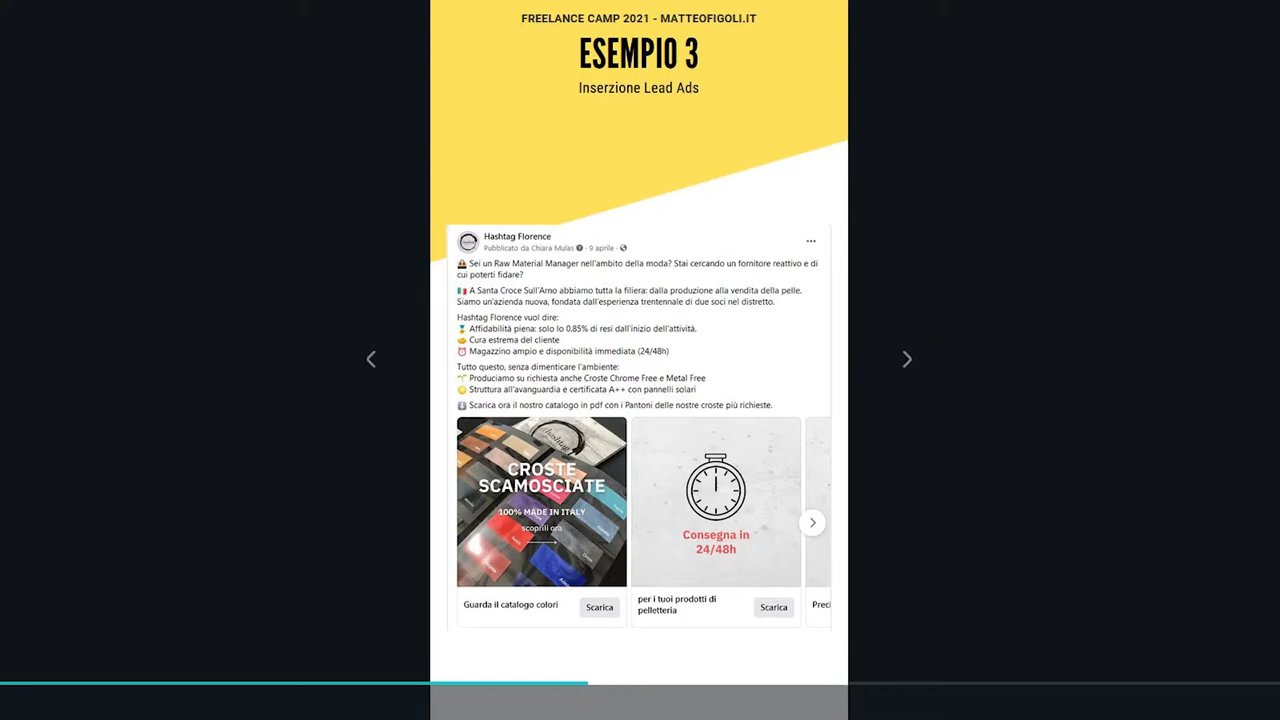 FREELANCE CAMP 2021 - MATTEOFIGOLI.IT
ESEMPIO 3
Inserzione Lead Ads
Hashtag Florence
Pubblicato da Chiara Mulas · 9 aprile ·
Sei un Raw Material Manager nell'ambito della moda? Stai cercando un fornitore reattivo e di
cui poterti fidare?
A Santa Croce Sull'Arno abbiamo tutta la filiera: dalla produzione alla vendita della pelle.
Siamo un'azienda nuova, fondata dall'esperienza trentennale di due soci nel distretto.
Hashtag Florence vuol dire:
Affidabilità piena: solo lo 0.85% di resi dall'inizio dell'attività.
Cura estrema del cliente
Magazzino ampio e disponibilità immediata (24/48h)
Tutto questo, senza dimenticare l'ambiente:
Produciamo su richiesta anche Croste Chrome Free e Metal Free
Struttura all'avanguardia e certificata A++ con pannelli solari
Scarica ora il nostro catalogo in pdf con i Pantoni delle nostre croste più richieste.
#hashtag
CROSTE
SCAMOSCIATE
100% MADE IN ITALY
scoprili ora
Consegna in
24/48h
Guarda il catalogo colori
Scarica
per i tuoi prodotti di
pelletteria
Scarica
Preci